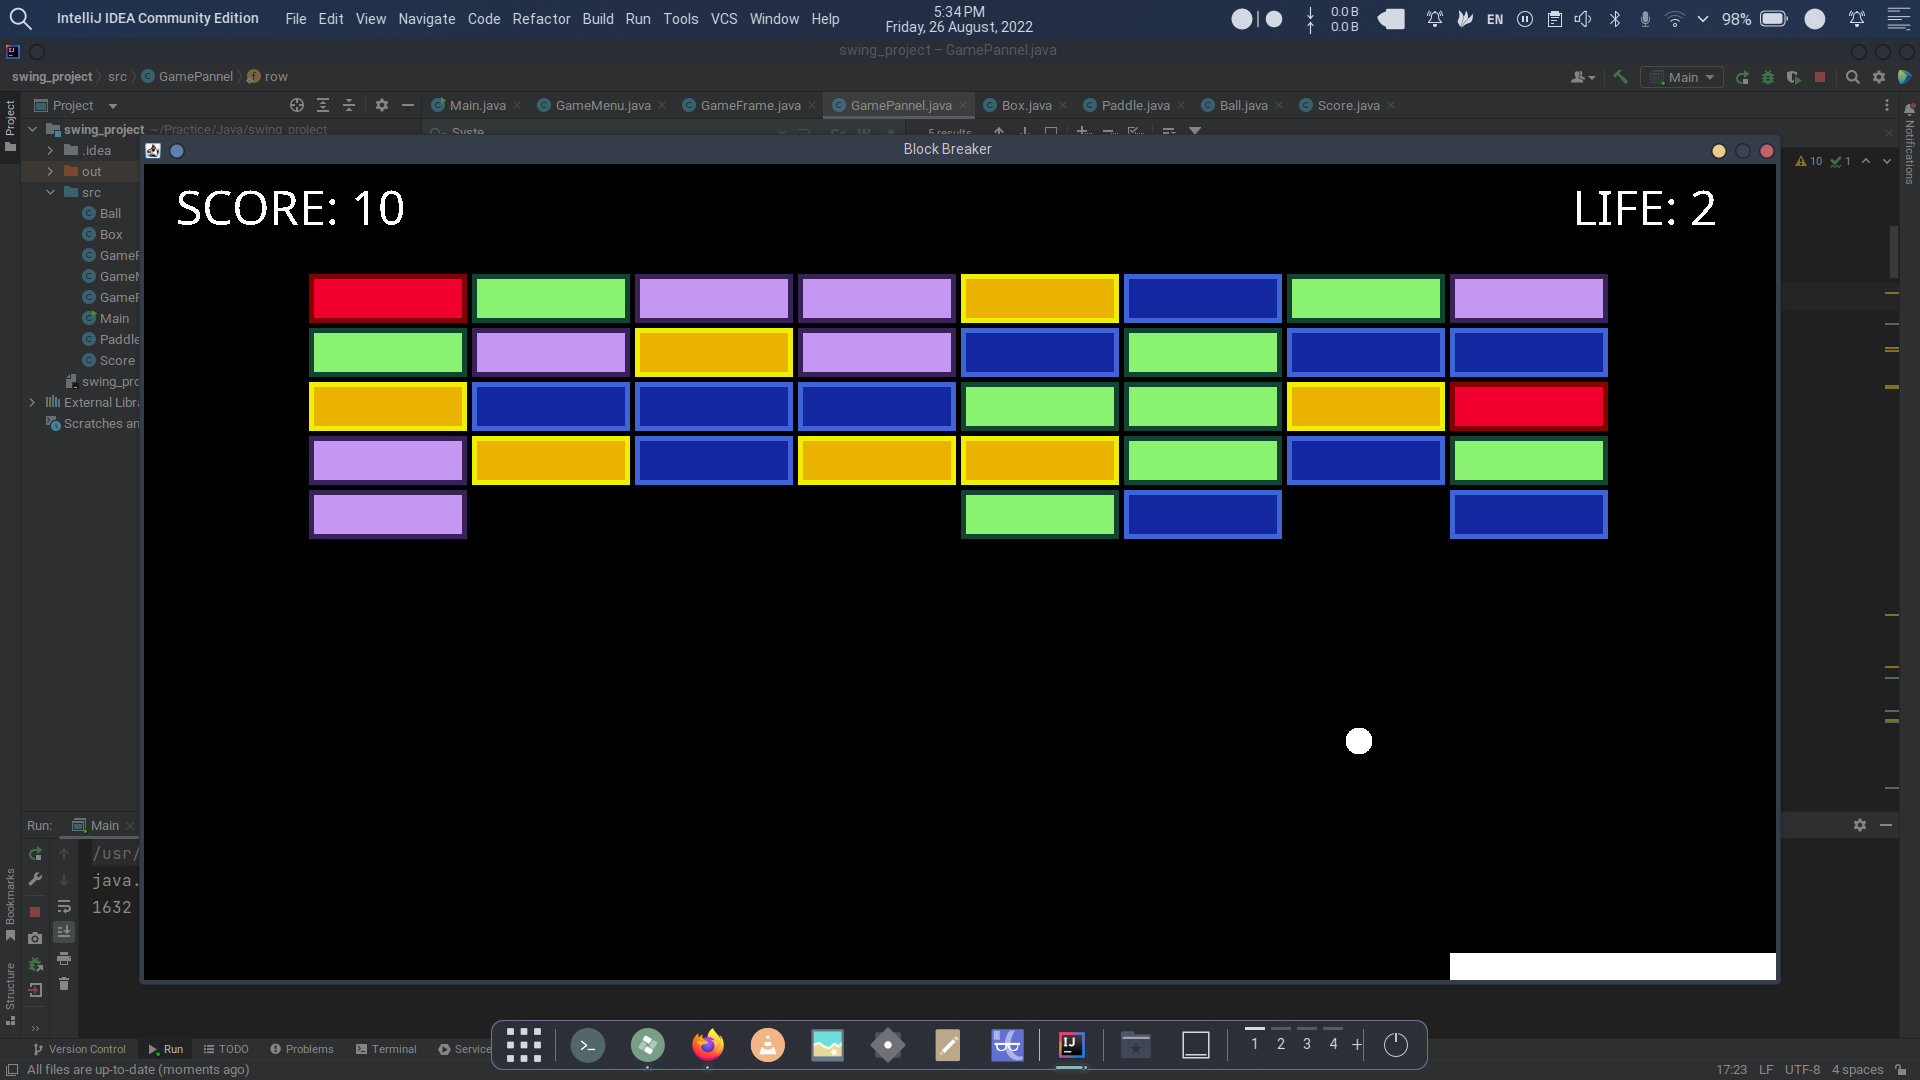 IntelliJ IDEA Community Edition File Edit View Navigate Code Refactor Build Run Tools VCS Window Help
5:34 PM
Friday, 26 August, 2022
0.0 B
0.0 B
EN
98%
swing_project – GamePannel.java
swing_project src GamePannel row
Main
Project
Main.java GameMenu.java GameFrame.java GamePannel.java Box.java Paddle.java Ball.java Score.java
swing_project ~/Practice/Java/swing_project
Syste
5 results
Project
Notifications
.idea
out
src
Ball
Box
GameF
GameM
GameP
Main
Paddle
Score
swing_pro
External Libra
Scratches an
10 1
Block Breaker
SCORE: 10
LIFE: 2
Run: Main
/usr/
java.
1632
Bookmarks
Structure
Version Control Run TODO Problems Terminal Service
1 2 3 4 +
All files are up-to-date (moments ago)
17:23 LF UTF-8 4 spaces